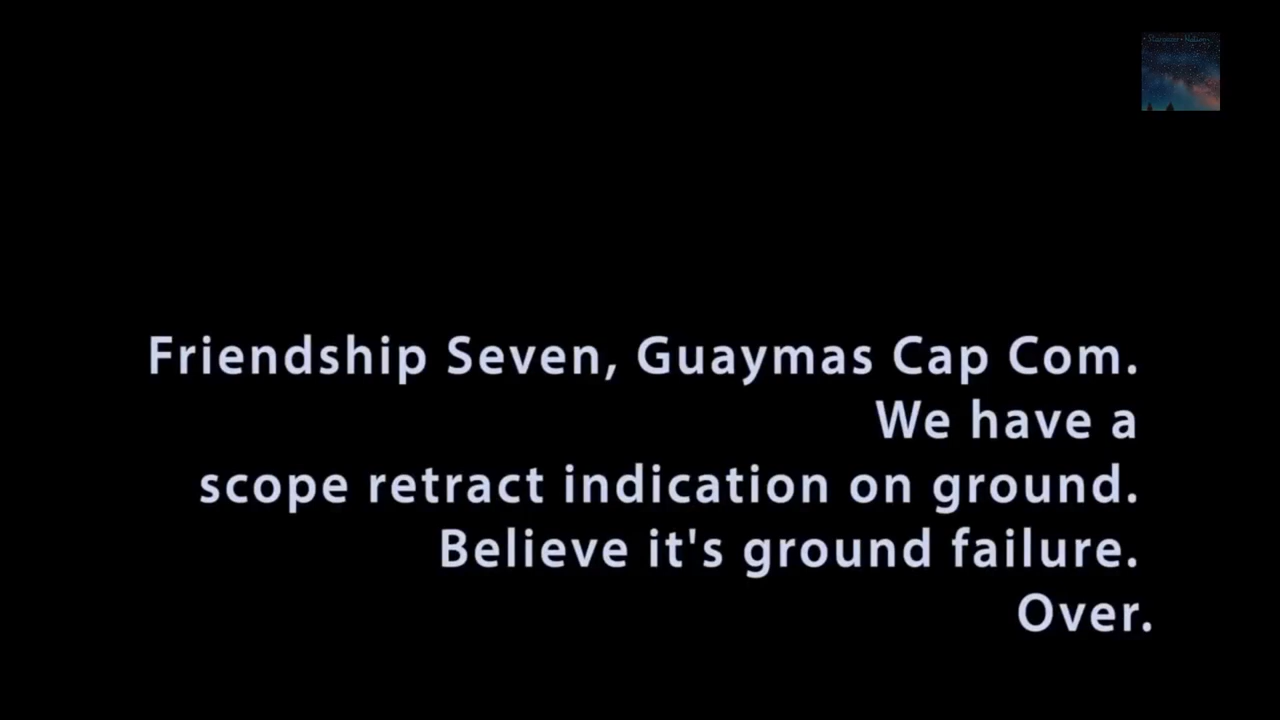 Friendship Seven, Guaymas Cap Com.
We have a
scope retract indication on ground.
Believe it's ground failure.
Over.